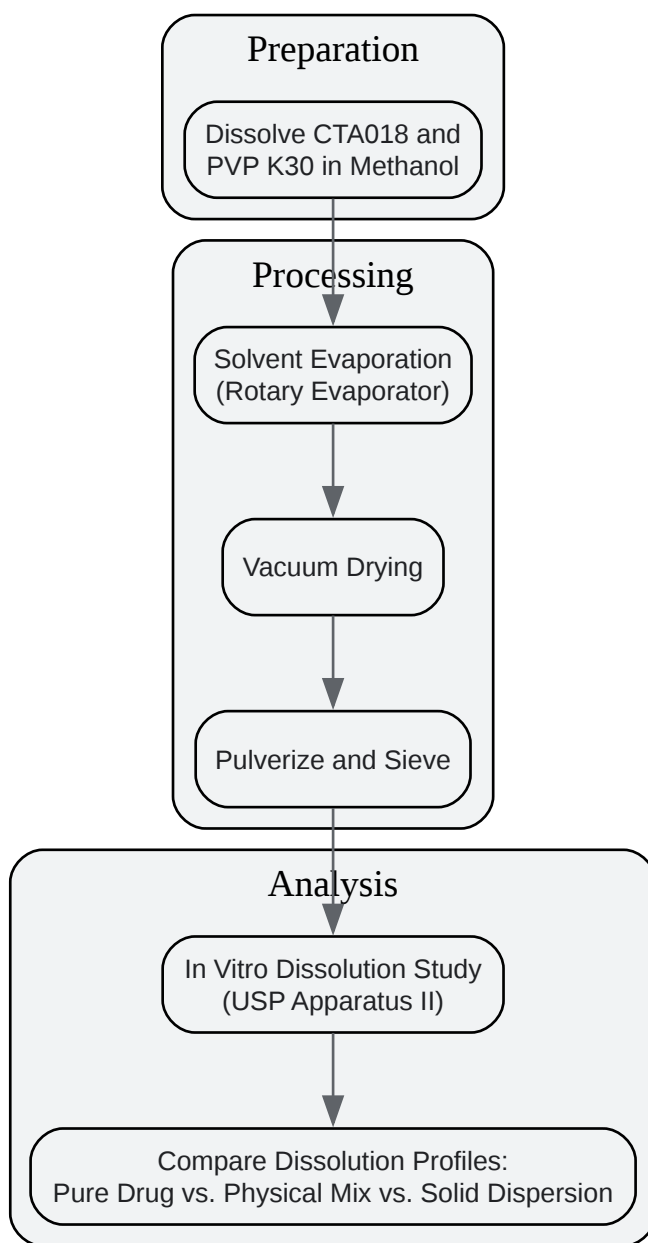 Preparation
Dissolve CTA018 and
PVP K30 in Methanol
Processing
Solvent Evaporation
(Rotary Evaporator)
Vacuum Drying
Pulverize and Sieve
Analysis
In Vitro Dissolution Study
(USP Apparatus II)
Compare Dissolution Profiles:
Pure Drug vs. Physical Mix vs. Solid Dispersion